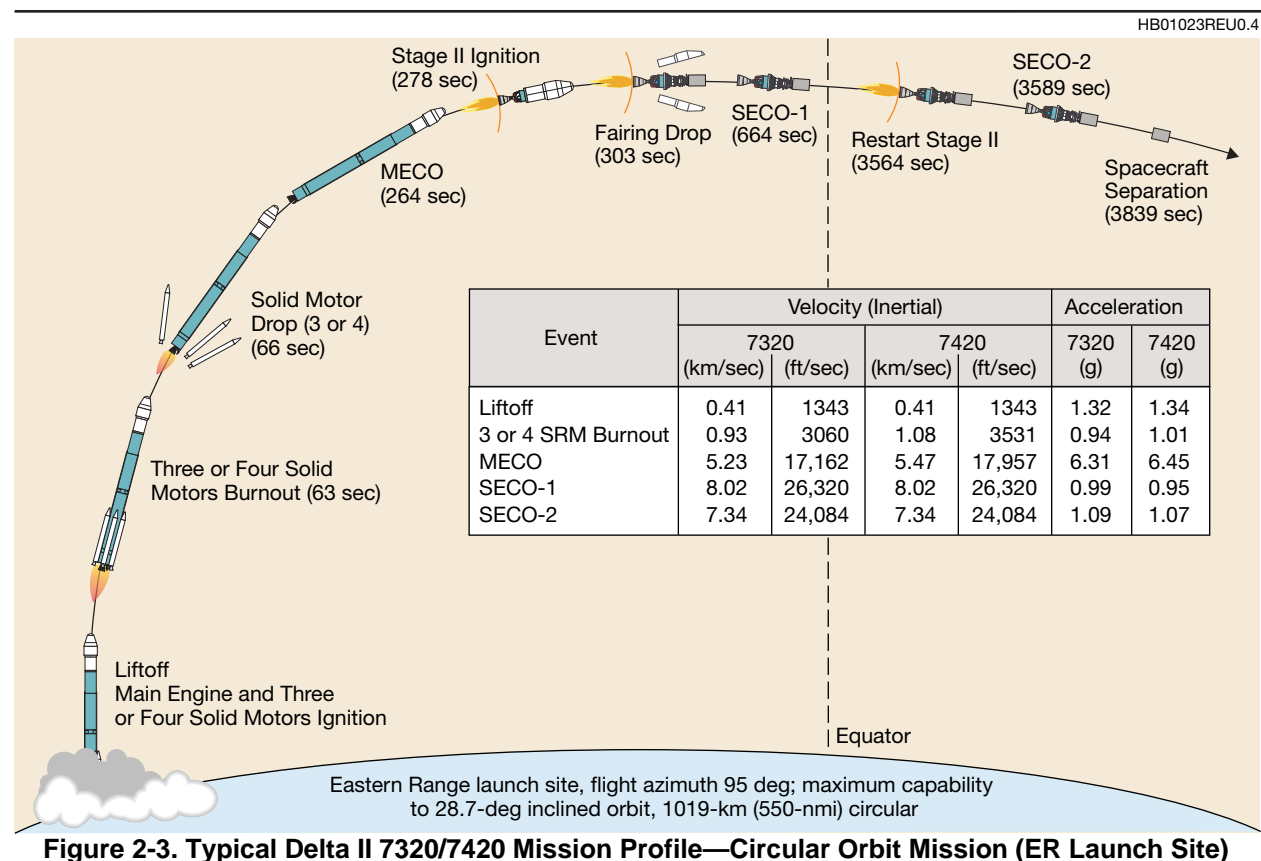 HB01023REU0.4
Stage II Ignition
(278 sec)
Fairing Drop
(303 sec)
SECO-1
(664 sec)
SECO-2
(3589 sec)
Restart Stage II
(3564 sec)
Spacecraft
Separation
(3839 sec)
MECO
(264 sec)
Solid Motor
Drop (3 or 4)
(66 sec)
Three or Four Solid
Motors Burnout (63 sec)
Liftoff
Main Engine and Three
or Four Solid Motors Ignition
Event Velocity (Inertial) Acceleration
7320 7420 7320 7420
(km/sec) (ft/sec) (km/sec) (ft/sec) (g) (g)
Liftoff 0.41 1343 0.41 1343 1.32 1.34
3 or 4 SRM Burnout 0.93 3060 1.08 3531 0.94 1.01
MECO 5.23 17,162 5.47 17,957 6.31 6.45
SECO-1 8.02 26,320 8.02 26,320 0.99 0.95
SECO-2 7.34 24,084 7.34 24,084 1.09 1.07
Equator
Eastern Range launch site, flight azimuth 95 deg; maximum capability
to 28.7-deg inclined orbit, 1019-km (550-nmi) circular
Figure 2-3. Typical Delta II 7320/7420 Mission Profile—Circular Orbit Mission (ER Launch Site)